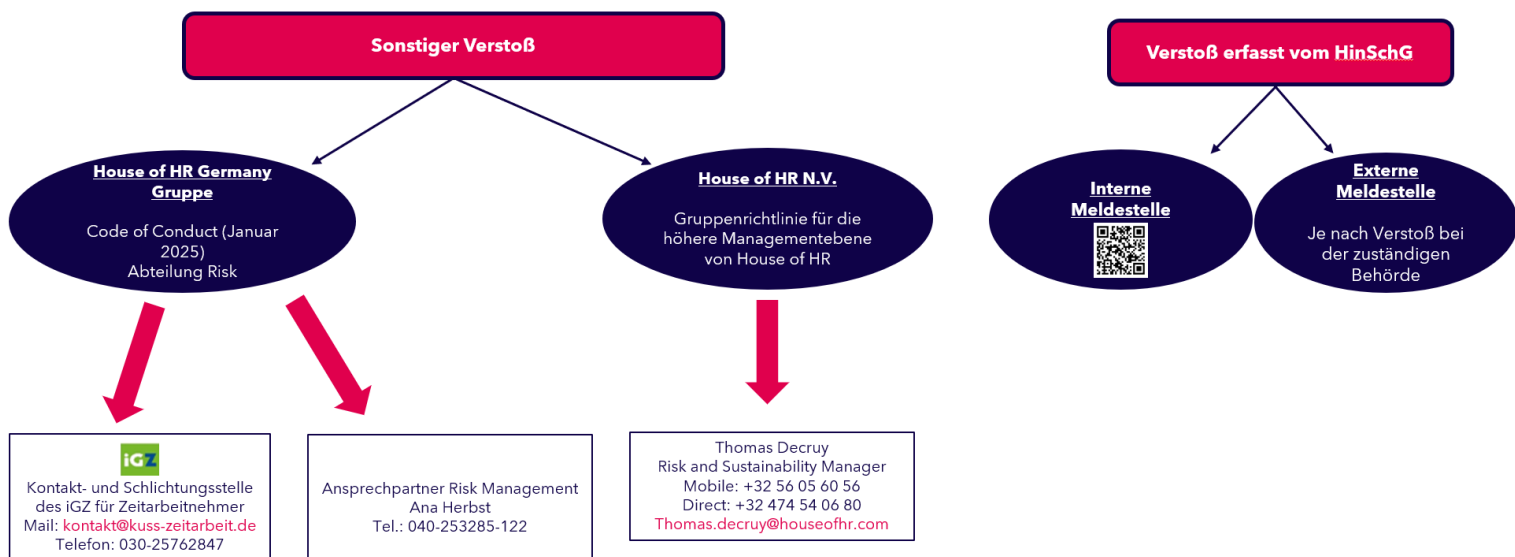 Sonstiger Verstoß
Verstoß erfasst vom HinSchG
House of HR Germany
Gruppe
Code of Conduct (Januar
2025)
Abteilung Risk
House of HR N.V.
Gruppenrichtlinie für die
höhere Managementebene
von House of HR
Interne
Meldestelle
Externe
Meldestelle
Je nach Verstoß bei
der zuständigen
Behörde
iGZ
Kontakt- und Schlichtungsstelle
des iGZ für Zeitarbeitnehmer
Mail: kontakt@kuss-zeitarbeit.de
Telefon: 030-25762847
Ansprechpartner Risk Management
Ana Herbst
Tel.: 040-253285-122
Thomas Decruy
Risk and Sustainability Manager
Mobile: +32 56 05 60 56
Direct: +32 474 54 06 80
Thomas.decruy@houseofhr.com